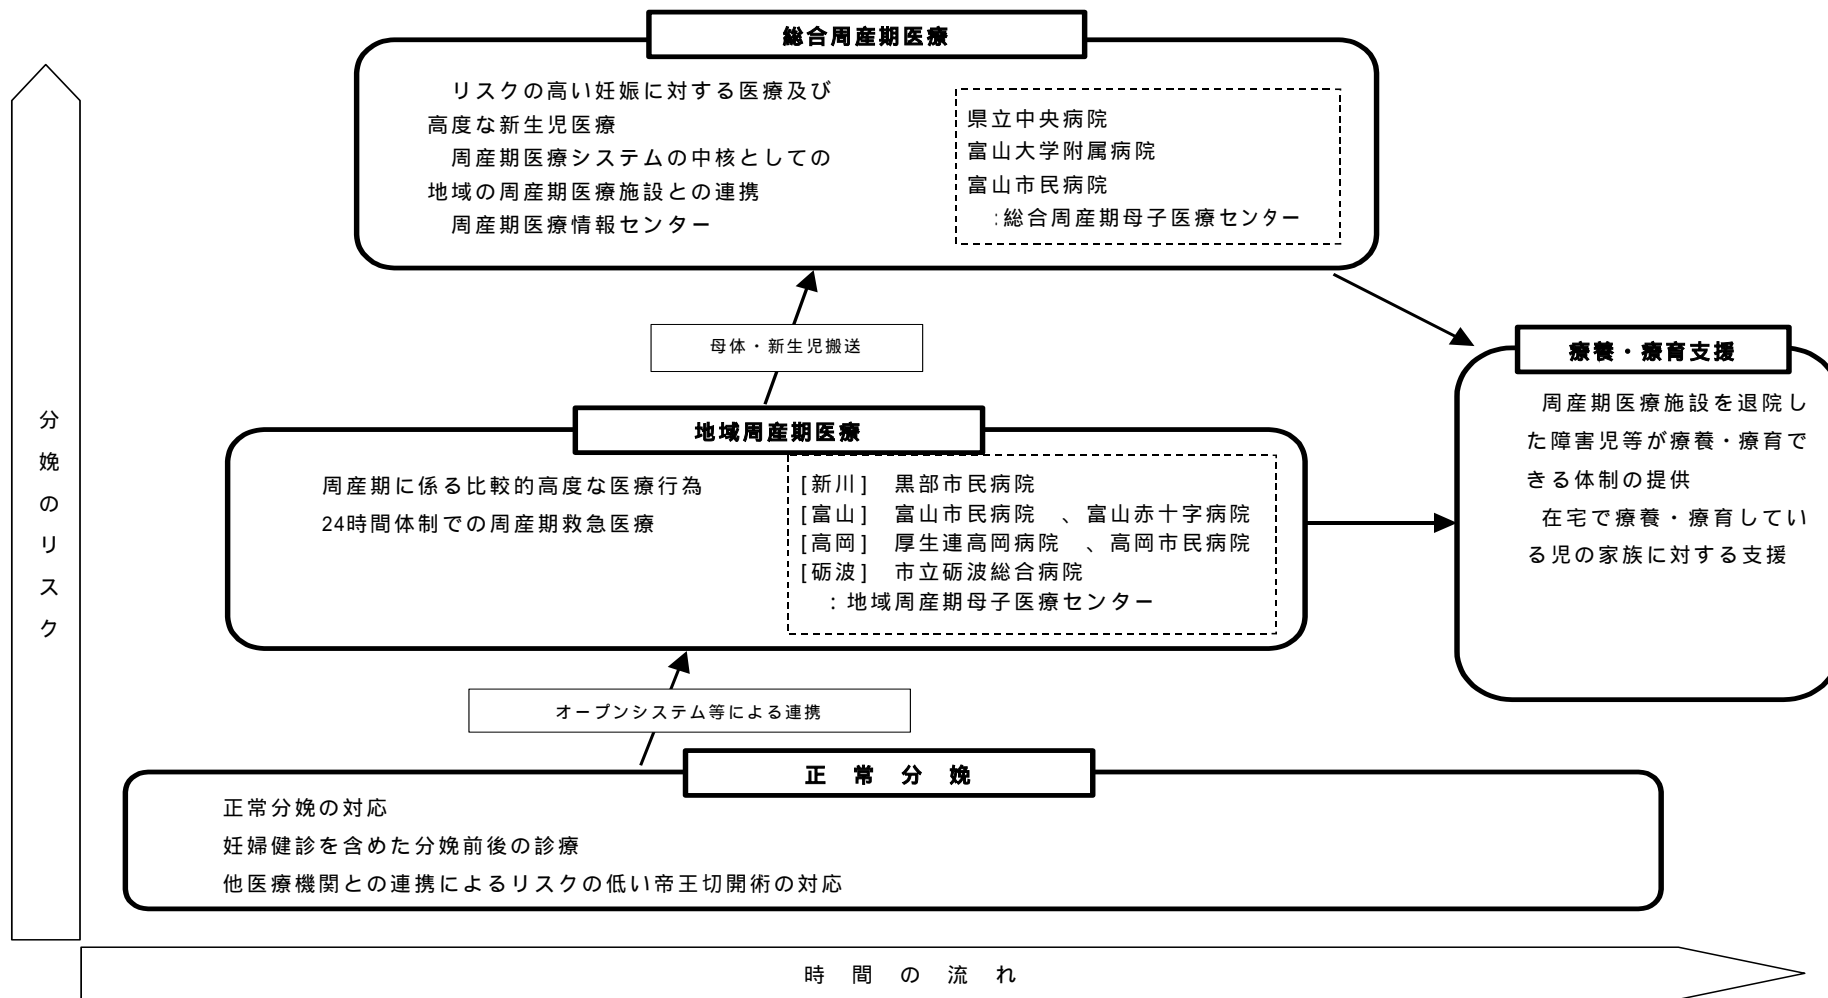 総合周産期医療
リスクの高い妊娠に対する医療及び
高度な新生児医療
周産期医療システムの中核としての
地域の周産期医療施設との連携
周産期医療情報センター
県立中央病院
富山大学附属病院
富山市民病院
:総合周産期母子医療センター
母体・新生児搬送
療養・療育支援
周産期医療施設を退院し
た障害児等が療養・療育で
きる体制の提供
在宅で療養・療育してい
る児の家族に対する支援
地域周産期医療
周産期に係る比較的高度な医療行為
24時間体制での周産期救急医療
[新川] 黒部市民病院
[富山] 富山市民病院 、富山赤十字病院
[高岡] 厚生連高岡病院 、高岡市民病院
[砺波] 市立砺波総合病院
:地域周産期母子医療センター
オープンシステム等による連携
正常分娩
正常分娩の対応
妊婦健診を含めた分娩前後の診療
他医療機関との連携によるリスクの低い帝王切開術の対応
分娩のリスク
時間の流れ